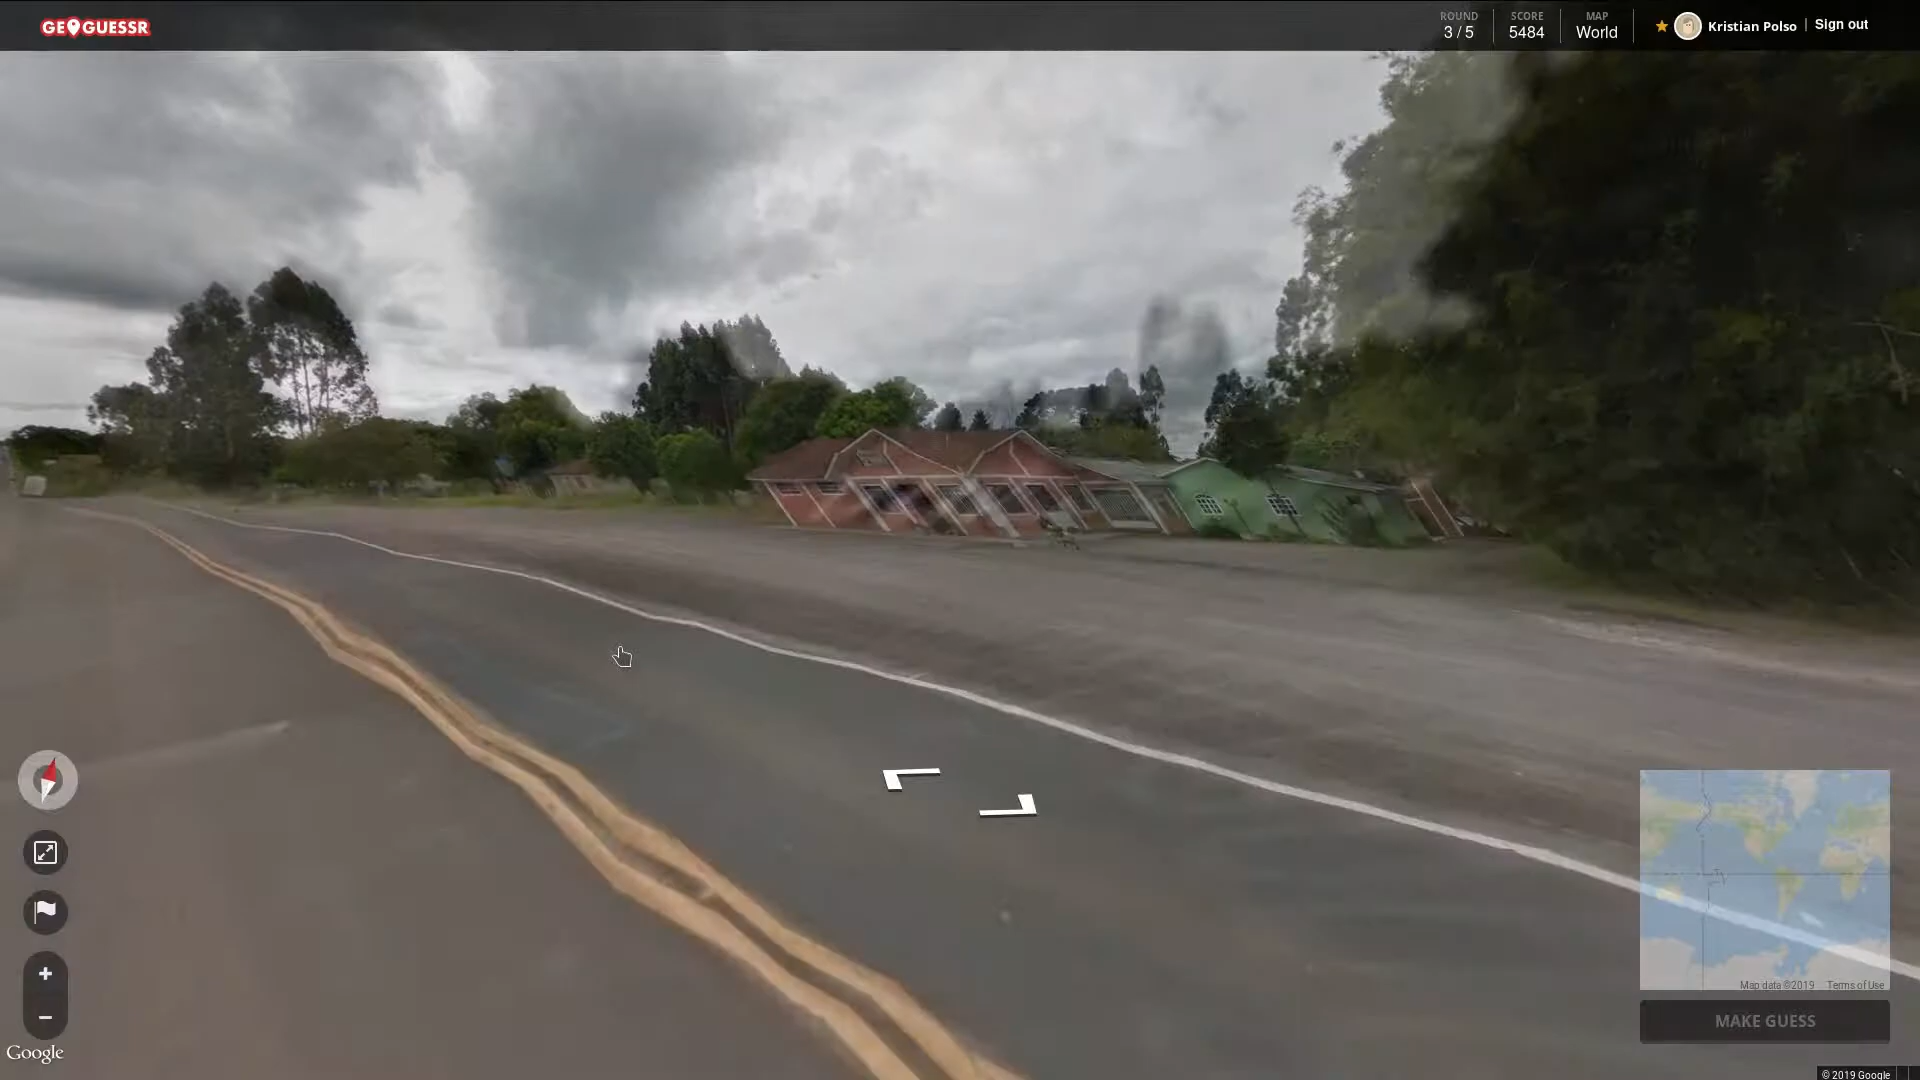 GEOGUESSR
ROUND
3 / 5
SCORE
5484
MAP
World
Kristian Polso
Sign out
Map data ©2019
Terms of Use
MAKE GUESS
Google
© 2019 Google